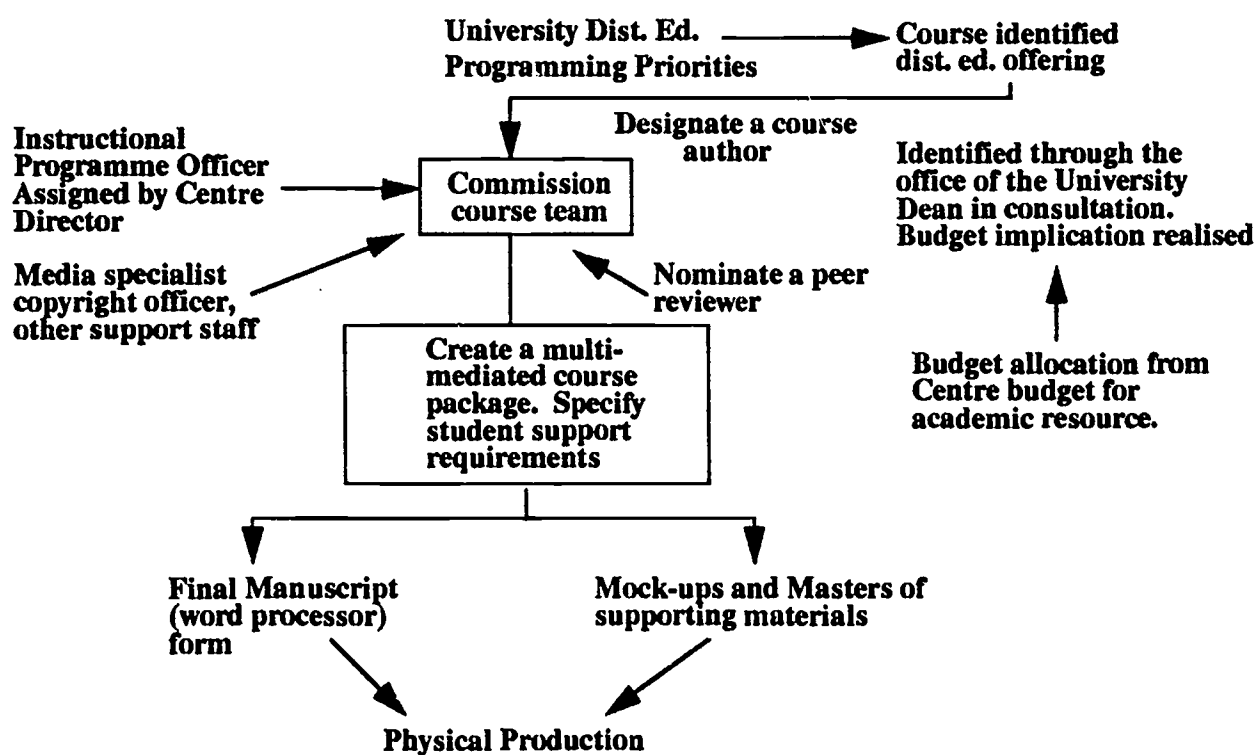 University Dist. Ed.
Programming Priorities
Course identified
dist. ed. offering
Designate a course
author
Instructional
Programme Officer
Assigned by Centre
Director
Commission
course team
Identified through the
office of the University
Dean in consultation.
Budget implication realised
Media specialist
copyright officer,
other support staff
Nominate a peer
reviewer
Create a multi-
mediated course
package. Specify
student support
requirements
Budget allocation from
Centre budget for
academic resource.
Final Manuscript
(word processor)
form
Mock-ups and Masters of
supporting materials
Physical Production